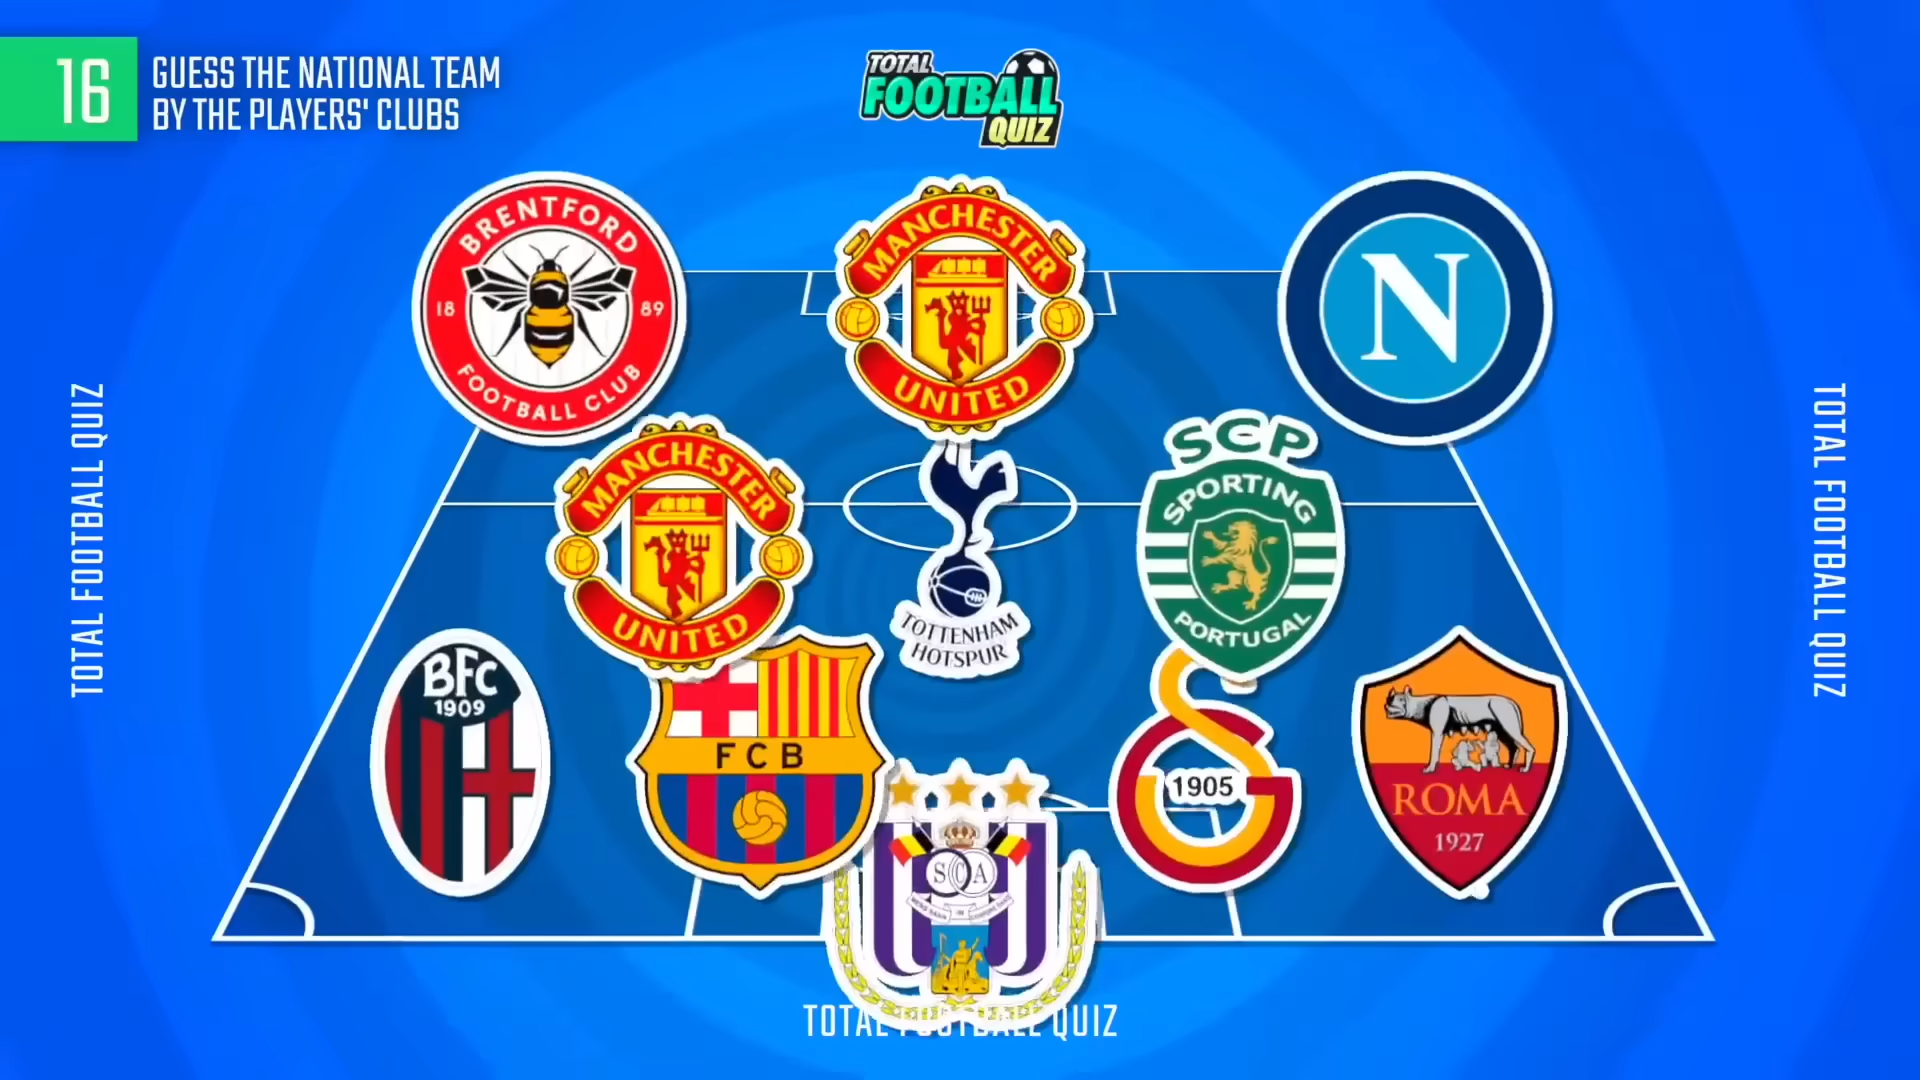 16
GUESS THE NATIONAL TEAM
BY THE PLAYERS' CLUBS
TOTAL
FOOTBALL
QUIZ
BRENTFORD
18 89
FOOTBALL CLUB
MANCHESTER
UNITED
N
MANCHESTER
UNITED
TOTTENHAM
HOTSPUR
SCP
SPORTING
PORTUGAL
BFC
1909
FCB
1905
ROMA
1927
SCA
TOTAL FOOTBALL QUIZ
TOTAL FOOTBALL QUIZ
TOTAL FOOTBALL QUIZ